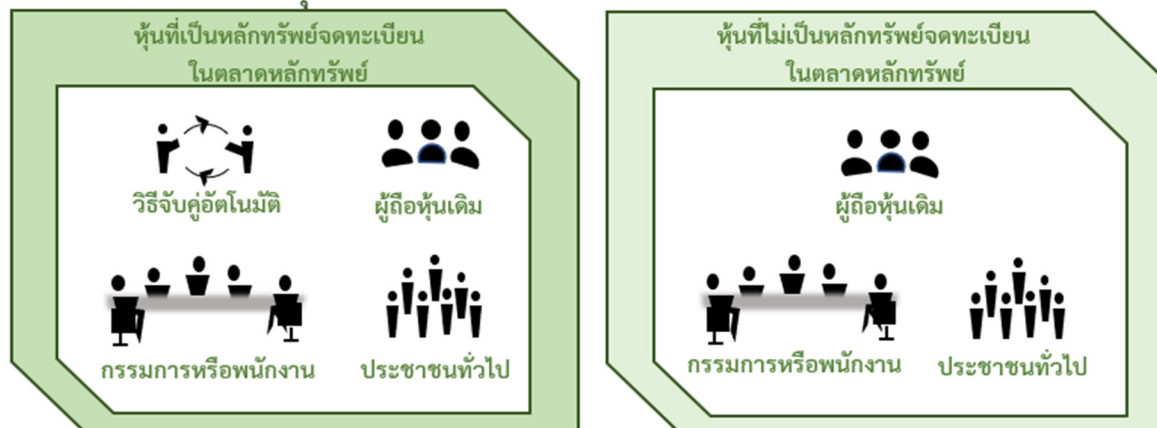 หุ้นที่เป็นหลักทรัพย์จดทะเบียน
ในตลาดหลักทรัพย์
วิธีจับคู่อัตโนมัติ
ผู้ถือหุ้นเดิม
กรรมการหรือพนักงาน
ประชาชนทั่วไป
หุ้นที่ไม่เป็นหลักทรัพย์จดทะเบียน
ในตลาดหลักทรัพย์
ผู้ถือหุ้นเดิม
กรรมการหรือพนักงาน
ประชาชนทั่วไป